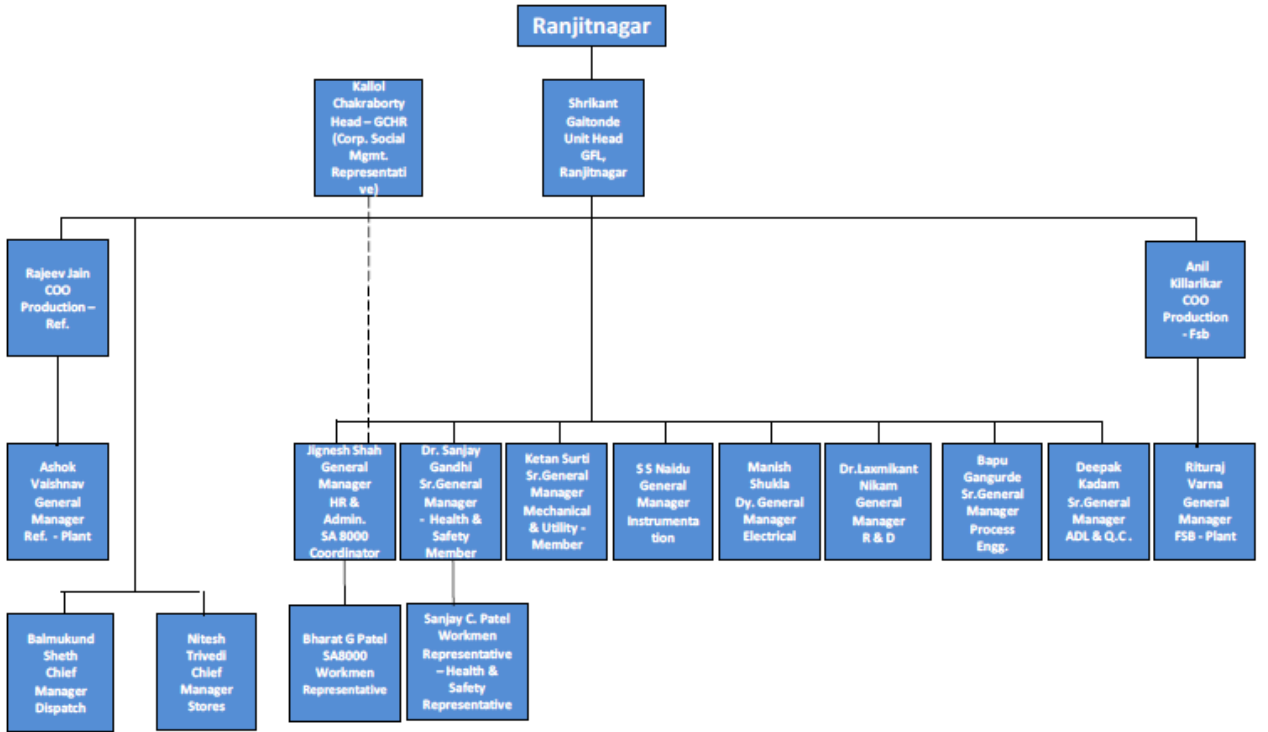 Ranjitnagar
Kallol
Chakraborty
Head – GCHR
(Corp. Social
Mgmt.
Representati
ve)
Shrikant
Gaitonde
Unit Head
GFL,
Ranjitnagar
Rajeev Jain
COO
Production –
Ref.
Anil
Killarikar
COO
Production
- Fsb
Ashok
Vaishnav
General
Manager
Ref. - Plant
Jignesh Shah
General
Manager
HR &
Admin.
SA 8000
Coordinator
Dr. Sanjay
Gandhi
Sr.General
Manager
- Health &
Safety
Member
Ketan Surti
Sr.General
Manager
Mechanical
& Utility -
Member
S S Naidu
General
Manager
Instrumenta
tion
Manish
Shukla
Dy. General
Manager
Electrical
Dr.Laxmikant
Nikam
General
Manager
R & D
Bapu
Gangurde
Sr.General
Manager
Process
Engg.
Deepak
Kadam
Sr.General
Manager
ADL & Q.C .
Rituraj
Varna
General
Manager
FSB - Plant
Balmukund
Sheth
Chief
Manager
Dispatch
Nitesh
Trivedi
Chief
Manager
Stores
Bharat G Patel
SA8000
Workmen
Representative
Sanjay C. Patel
Workmen
Representative
– Health &
Safety
Representative